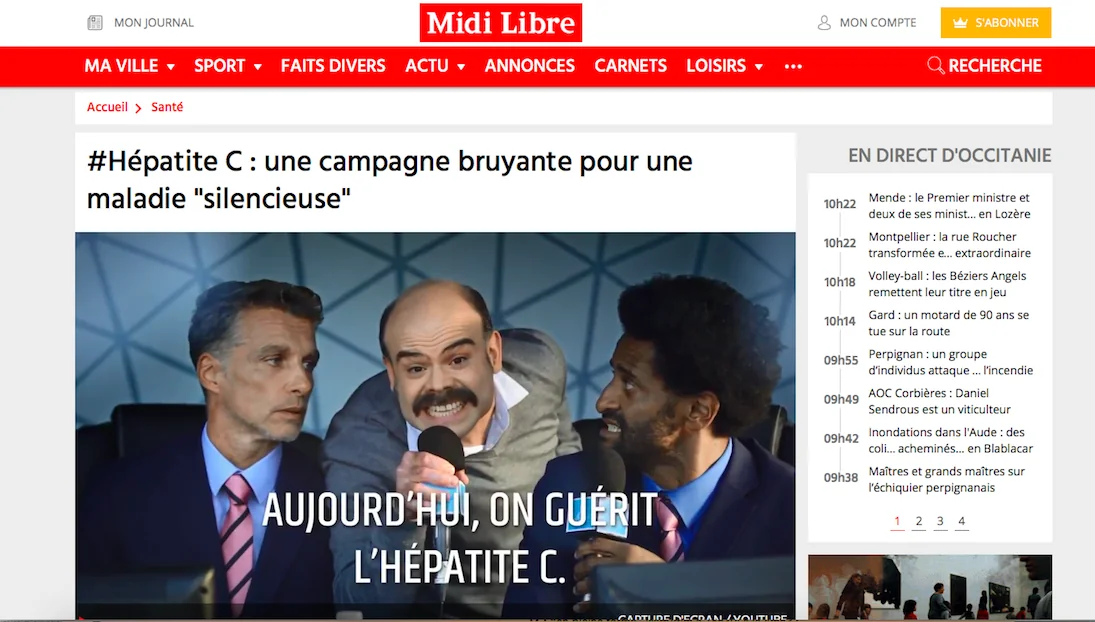 MON JOURNAL
Midi Libre
MON COMPTE
S'ABONNER
MA VILLE
SPORT
FAITS DIVERS
ACTU
ANNONCES
CARNETS
LOISIRS
RECHERCHE
Accueil
Santé
#Hépatite C : une campagne bruyante pour une
maladie "silencieuse"
AUJOURD'HUI, ON GUÉRIT
L'HÉPATITE C.
CAPTURE D'ECRAN / YOUTUBE
EN DIRECT D'OCCITANIE
10h22 Mende : le Premier ministre et
deux de ses minist... en Lozère
10h22 Montpellier : la rue Roucher
transformée e... extraordinaire
10h18 Volley-ball : les Béziers Angels
remettent leur titre en jeu
10h14 Gard : un motard de 90 ans se
tue sur la route
09h55 Perpignan : un groupe
d'individus attaque ... l'incendie
09h49 AOC Corbières : Daniel
Sendrous est un viticulteur
09h42 Inondations dans l'Aude : des
coli... acheminés... en Blablacar
09h38 Maîtres et grands maîtres sur
l'échiquier perpignanais
1 2 3 4